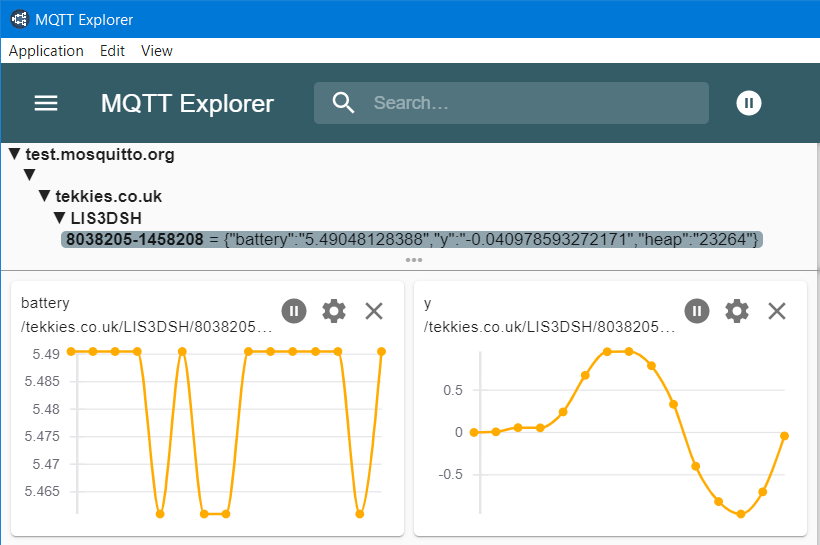 MQTT Explorer
Application Edit View
MQTT Explorer Search...
test.mosquitto.org
tekkies.co.uk
LIS3DSH
8038205-1458208 = {"battery":"5.49048128388","y":"-0.040978593272171","heap":"23264"}
battery
/tekkies.co.uk/LIS3DSH/8038205...
5.49
5.485
5.48
5.475
5.47
5.465
y
/tekkies.co.uk/LIS3DSH/8038205...
0.5
0
-0.5